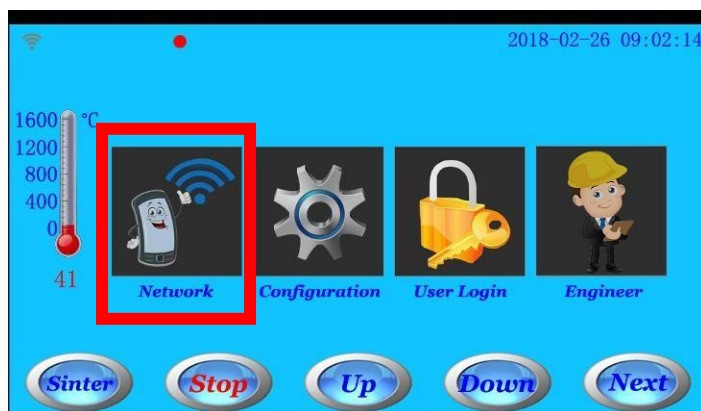 2018-02-26 09:02:14
1600 °C
1200
800
400
0
41
Network Configuration User Login Engineer
Sinter Stop Up Down Next